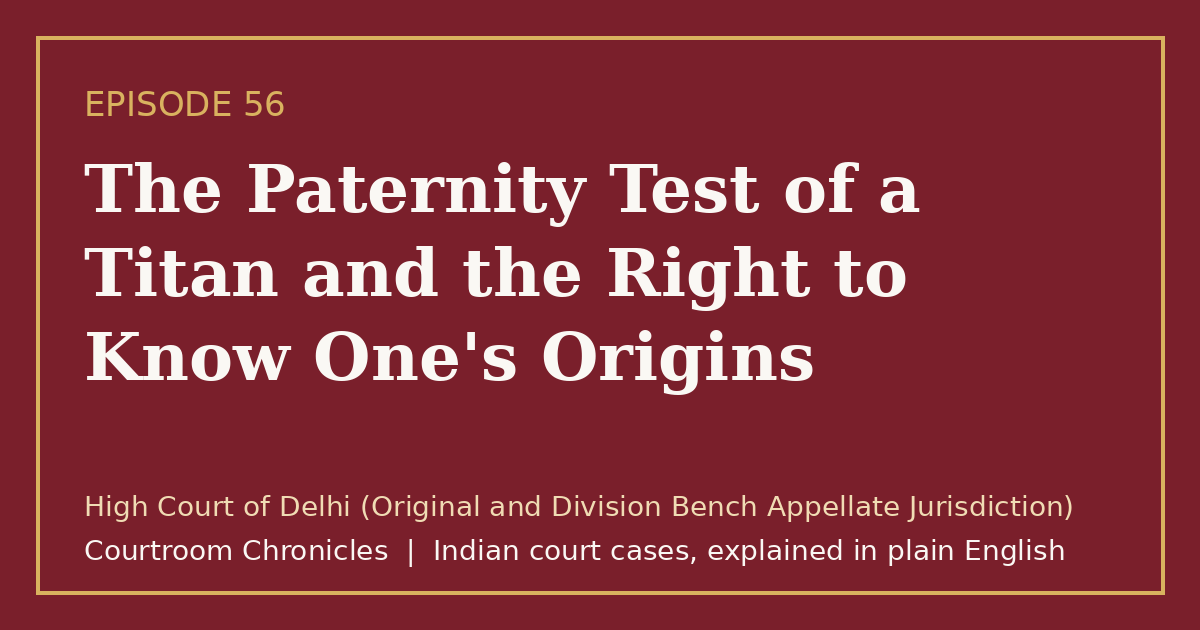 EPISODE 56
The Paternity Test of a
Titan and the Right to
Know One's Origins
High Court of Delhi (Original and Division Bench Appellate Jurisdiction)
Courtroom Chronicles | Indian court cases, explained in plain English